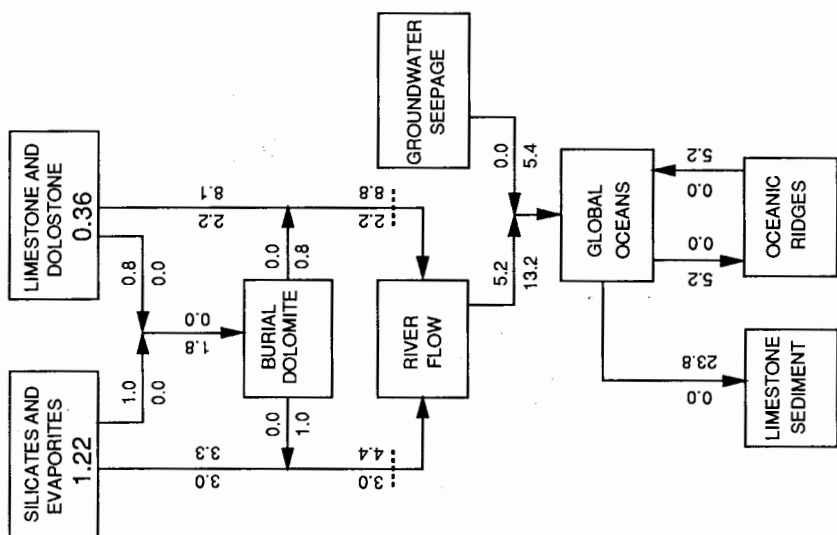 SILICATES AND
EVAPORITES
1.22
LIMESTONE AND
DOLOSTONE
0.36
1.0
0.0
0.8
0.0
3.3
3.0
0.0
1.8
8.1
2.2
BURIAL
DOLOMITE
0.0
1.0
0.0
0.8
4.4
3.0
8.8
2.2
RIVER
FLOW
GROUNDWATER
SEEPAGE
5.2
13.2
0.0
5.4
GLOBAL
OCEANS
23.8
0.0
0.0
5.2
5.2
0.0
LIMESTONE
SEDIMENT
OCEANIC
RIDGES